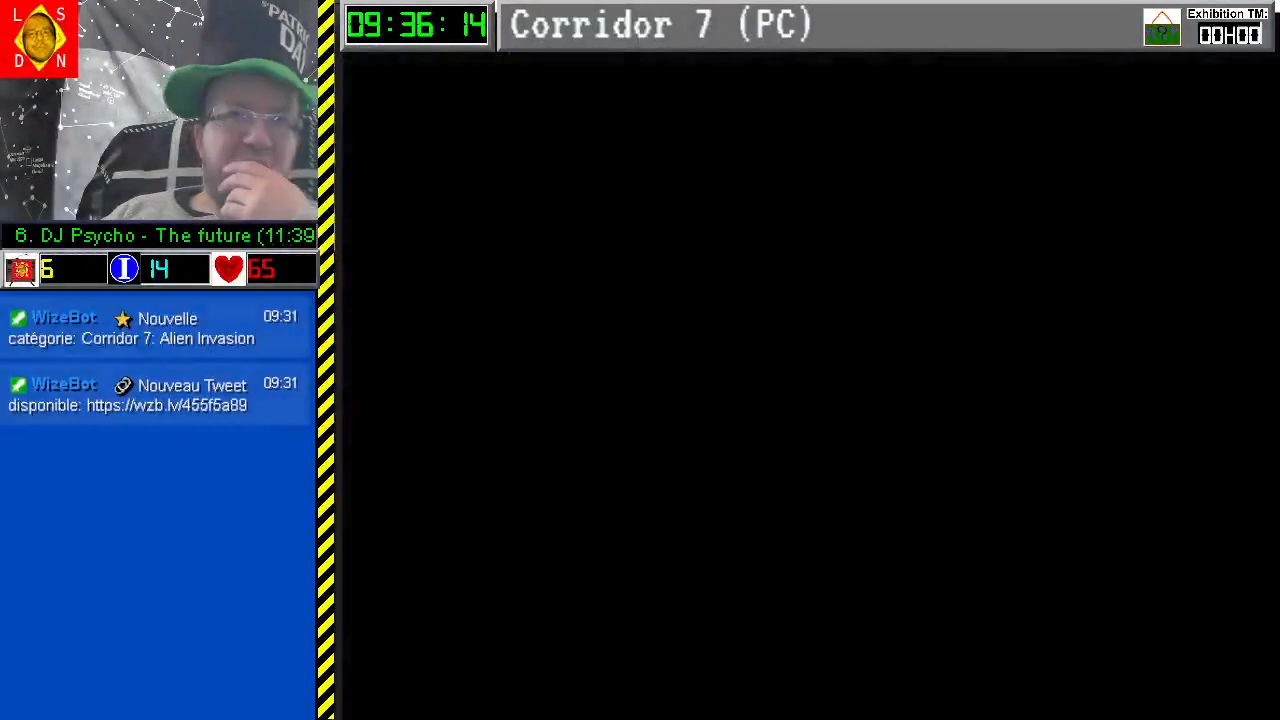 L S
D N
PATRI
DAY
09:36:14
Corridor 7 (PC)
Exhibition TM:
00H00
6. DJ Psycho - The future (11:39
6
I
14
65
WizeBot Nouvelle 09:31
catégorie: Corridor 7: Alien Invasion
WizeBot Nouveau Tweet 09:31
disponible: https://wzb.lv/455f5a89